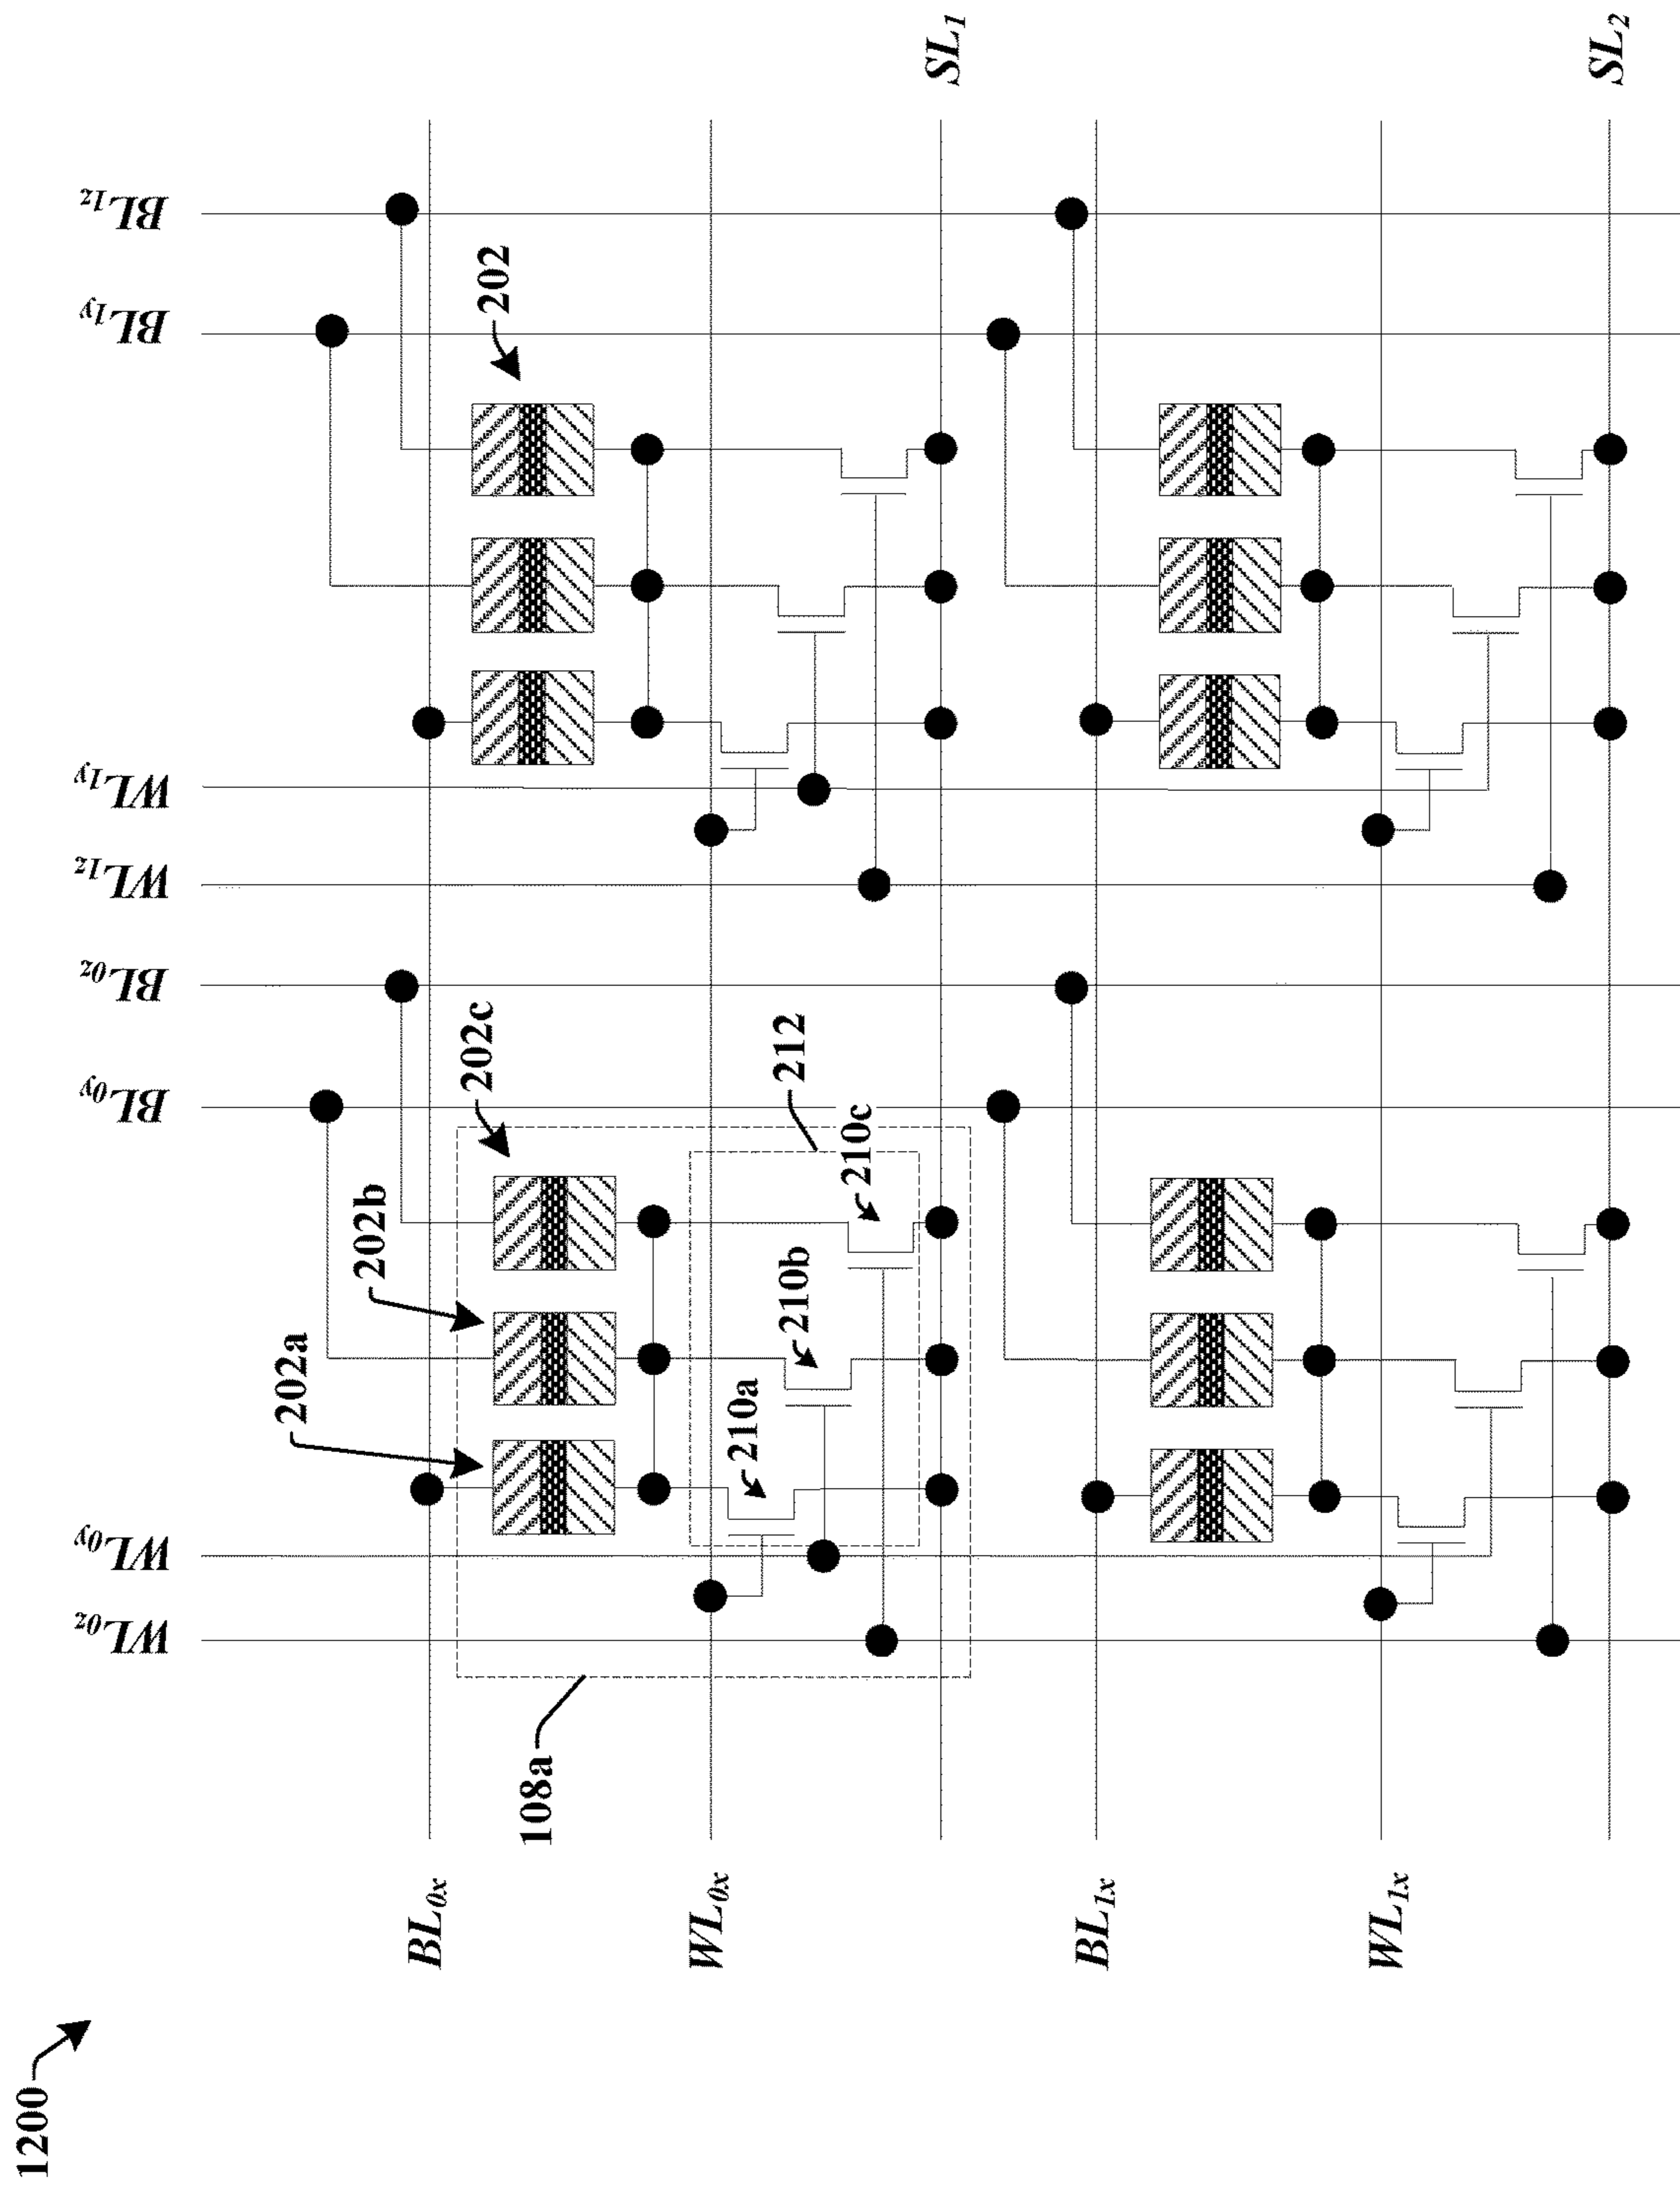 1200
WL0z
WL0y
BL0y
BL0z
WL1z
WL1y
BL1y
BL1z
202a
202b
BL0x
202c
202
108a
WL0x
210a
212
210b
210c
SL1
BL1x
WL1x
SL2